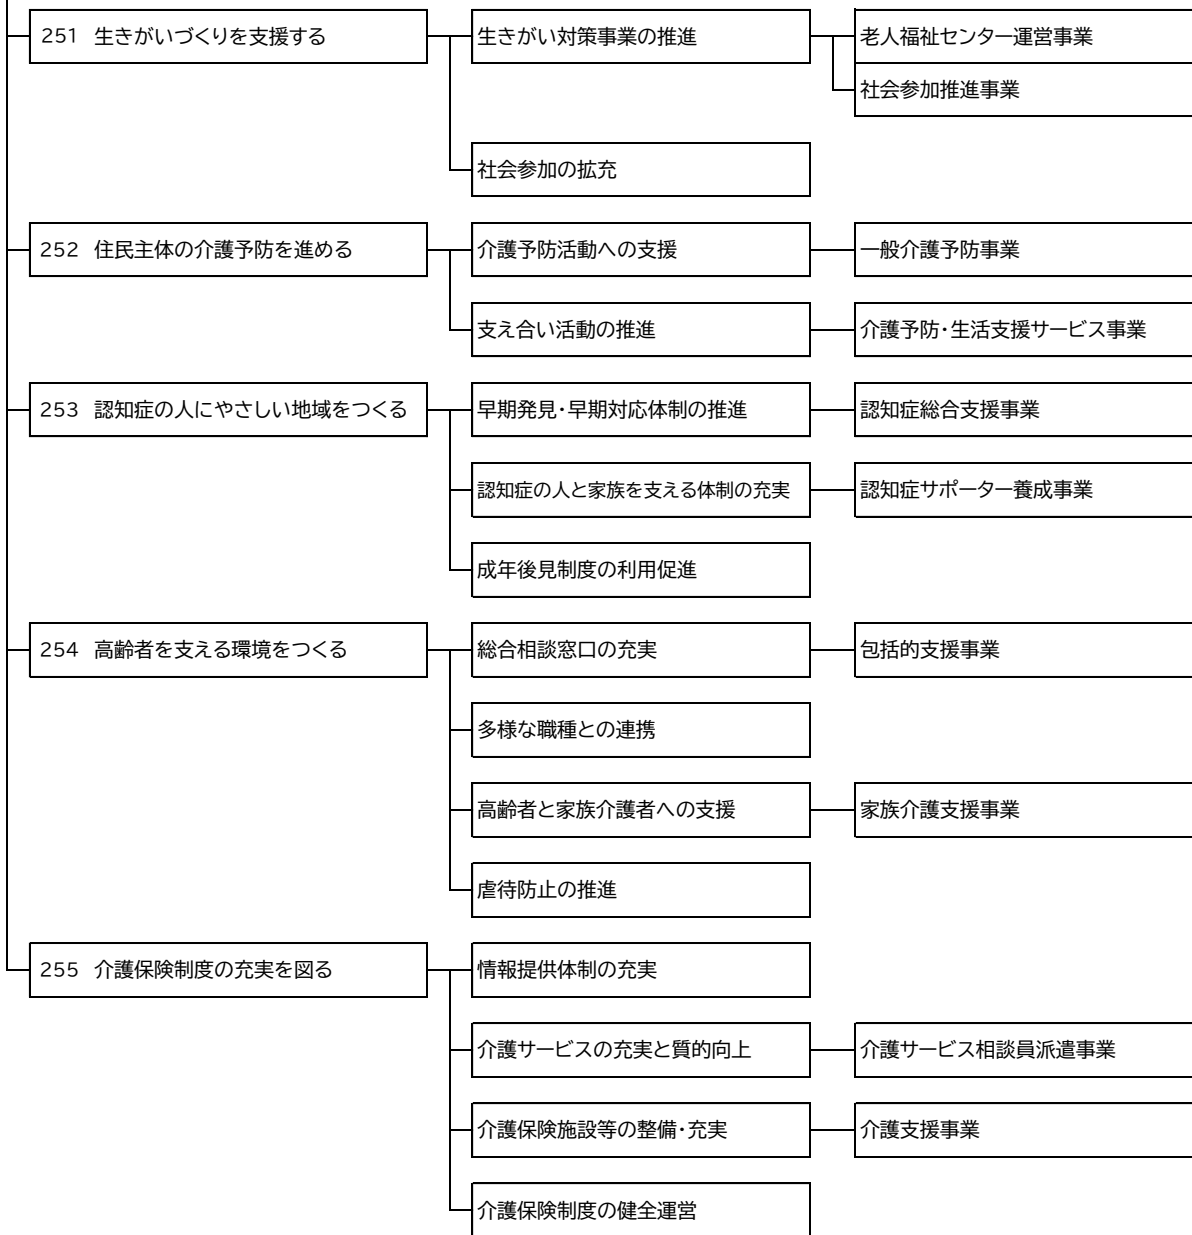 251 生きがいづくりを支援する
生きがい対策事業の推進
老人福祉センター運営事業
社会参加推進事業
社会参加の拡充
252 住民主体の介護予防を進める
介護予防活動への支援
一般介護予防事業
支え合い活動の推進
介護予防・生活支援サービス事業
253 認知症の人にやさしい地域をつくる
早期発見・早期対応体制の推進
認知症総合支援事業
認知症の人と家族を支える体制の充実
認知症サポーター養成事業
成年後見制度の利用促進
254 高齢者を支える環境をつくる
総合相談窓口の充実
包括的支援事業
多様な職種との連携
高齢者と家族介護者への支援
家族介護支援事業
虐待防止の推進
255 介護保険制度の充実を図る
情報提供体制の充実
介護サービスの充実と質的向上
介護サービス相談員派遣事業
介護保険施設等の整備・充実
介護支援事業
介護保険制度の健全運営